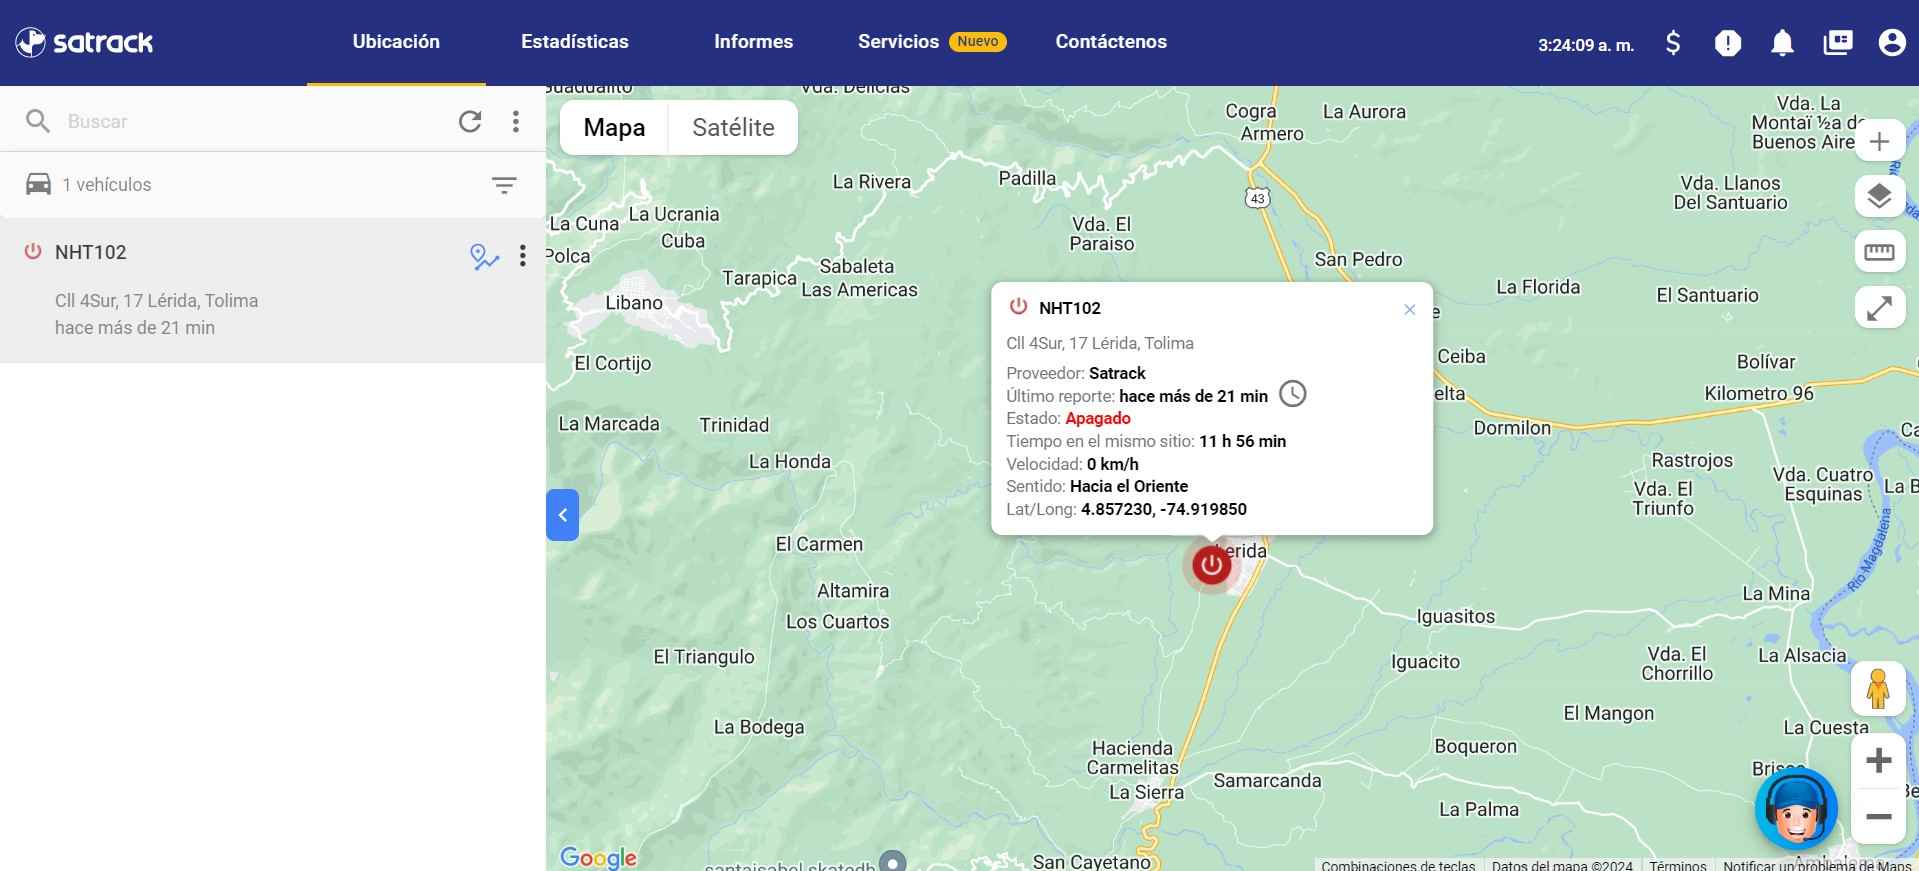 satrack
Ubicación
Estadísticas
Informes
Servicios Nuevo
Contáctenos
3:24:09 a. m.
Buscar
1 vehículos
NHT102
Cll 4Sur, 17 Lérida, Tolima
hace más de 21 min
Mapa
Satélite
Guadualito
Vda. Delicias
Cogra
La Aurora
Armero
Vda. La
Montaï ½a de
Buenos Aire
La Rivera
Padilla
43
Vda. Llanos
Del Santuario
La Cuna
La Ucrania
Cuba
Vda. El
Paraiso
Polca
Tarapica
Sabaleta
Las Americas
San Pedro
La Florida
El Santuario
Libano
NHT102
Cll 4Sur, 17 Lérida, Tolima
Proveedor: Satrack
Último reporte: hace más de 21 min
Estado: Apagado
Tiempo en el mismo sitio: 11 h 56 min
Velocidad: 0 km/h
Sentido: Hacia el Oriente
Lat/Long: 4.857230, -74.919850
El Cortijo
Ceiba
Bolívar
elta
Kilometro 96
La Marcada
Trinidad
Dormilon
La Honda
Rastrojos
Vda. Cuatro
Esquinas
La B
Vda. El
Triunfo
Río Magdalena
El Carmen
Lerida
Altamira
La Mina
Los Cuartos
Iguasitos
El Triangulo
Iguacito
Vda. El
Chorrillo
La Alsacia
La Bodega
El Mangon
La Cuesta
Hacienda
Carmelitas
Boqueron
La Sierra
Samarcanda
La Palma
San Cayetano
Ambalema
santaisabel skatedh
Google
Combinaciones de teclas
Datos del mapa ©2024
Términos
Notificar un problema de Maps